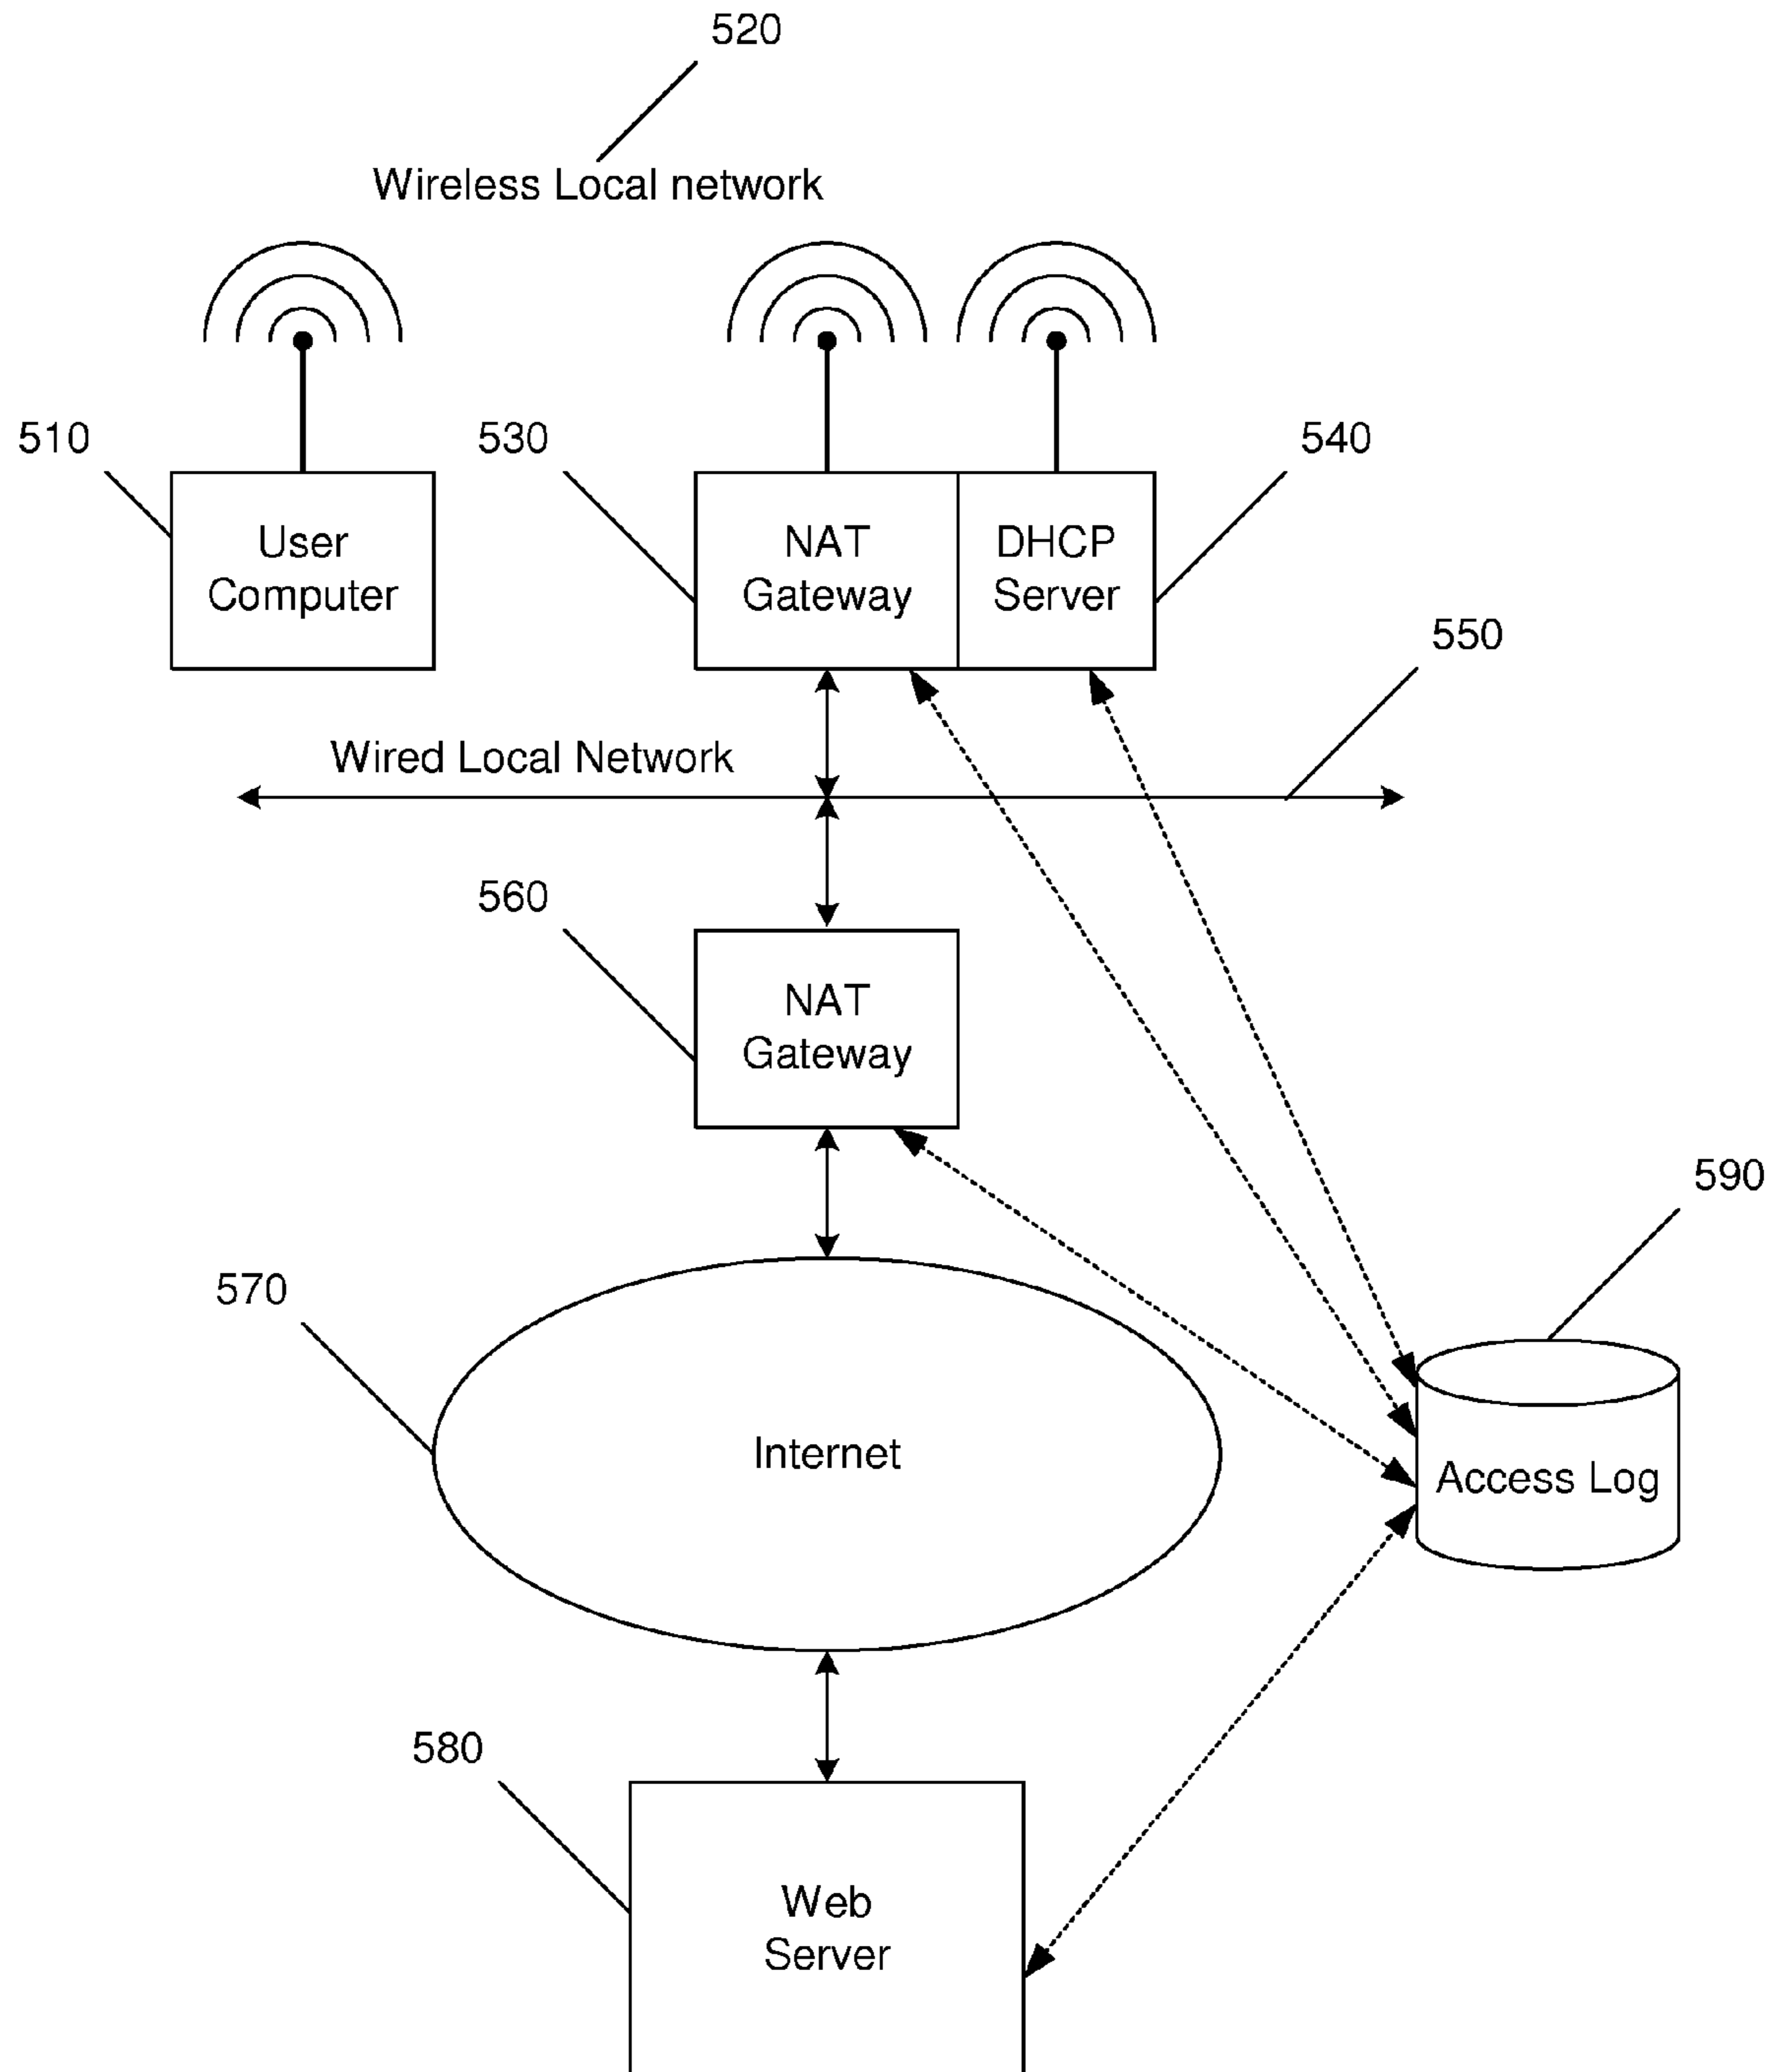 520
Wireless Local network
510
530
540
User
Computer
NAT
Gateway
DHCP
Server
550
Wired Local Network
560
NAT
Gateway
590
570
Internet
Access Log
580
Web
Server